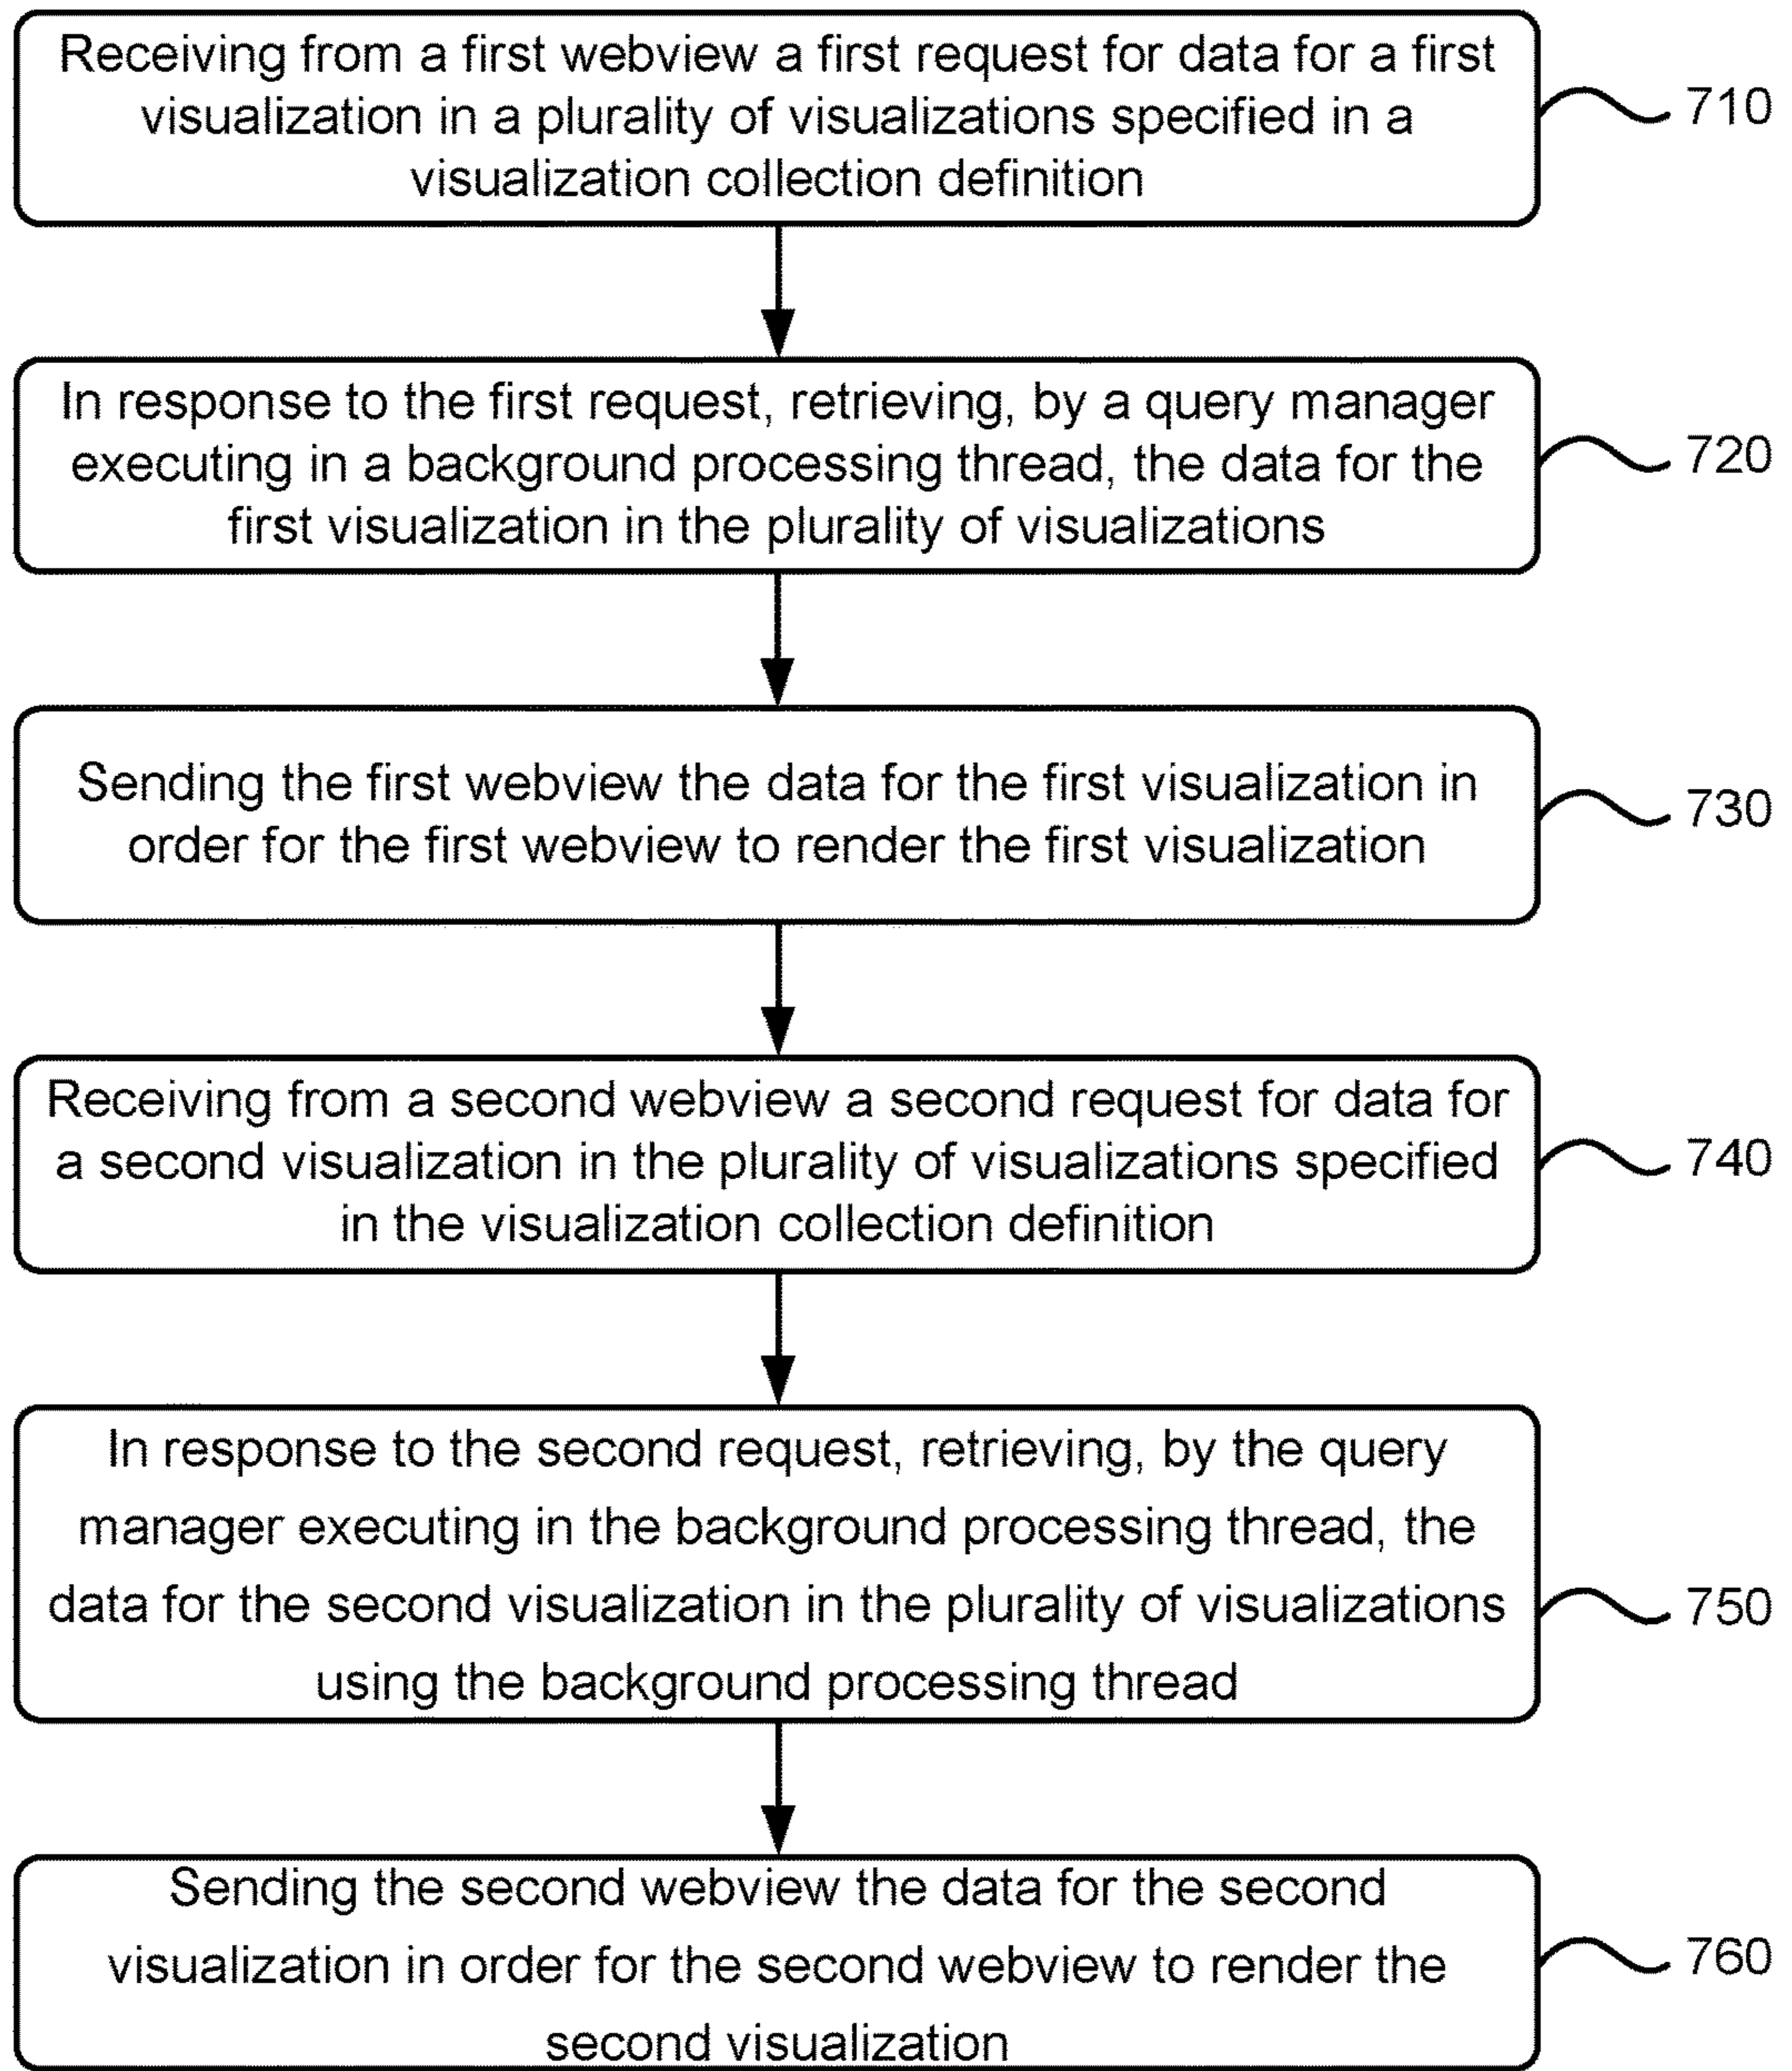 Receiving from a first webview a first request for data for a first
visualization in a plurality of visualizations specified in a
visualization collection definition
710
In response to the first request, retrieving, by a query manager
executing in a background processing thread, the data for the
first visualization in the plurality of visualizations
720
Sending the first webview the data for the first visualization in
order for the first webview to render the first visualization
730
Receiving from a second webview a second request for data for
a second visualization in the plurality of visualizations specified
in the visualization collection definition
740
In response to the second request, retrieving, by the query
manager executing in the background processing thread, the
data for the second visualization in the plurality of visualizations
using the background processing thread
750
Sending the second webview the data for the second
visualization in order for the second webview to render the
second visualization
760